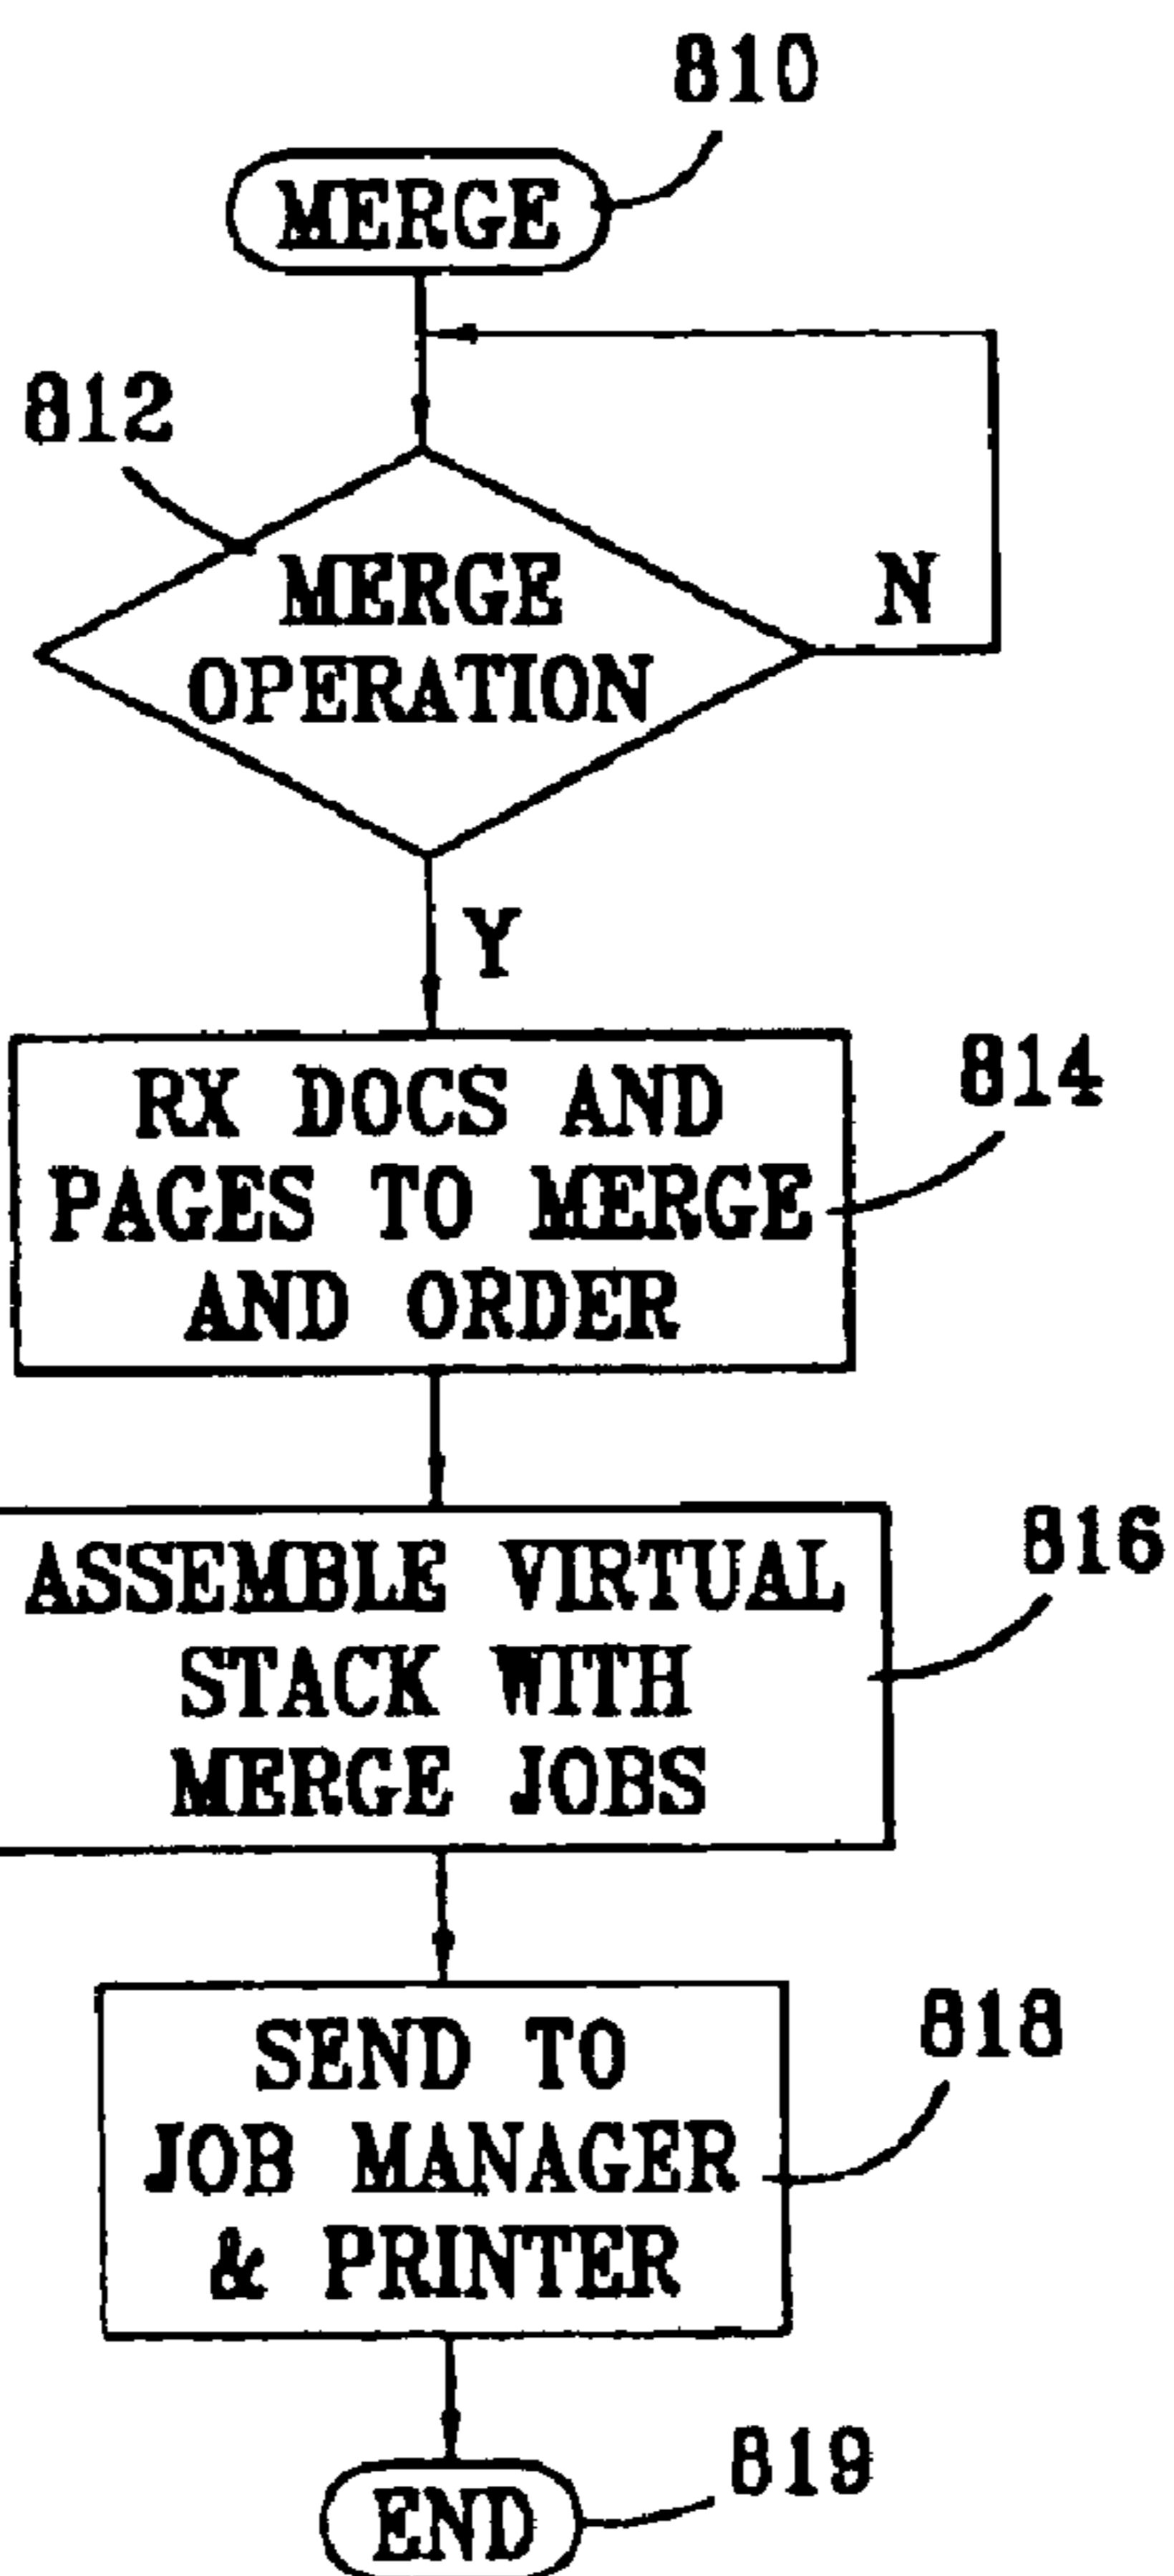 810
MERGE
812
MERGE
OPERATION
N
Y
814
RX DOCS AND
PAGES TO MERGE
AND ORDER
816
ASSEMBLE VIRTUAL
STACK WITH
MERGE JOBS
818
SEND TO
JOB MANAGER
& PRINTER
819
END